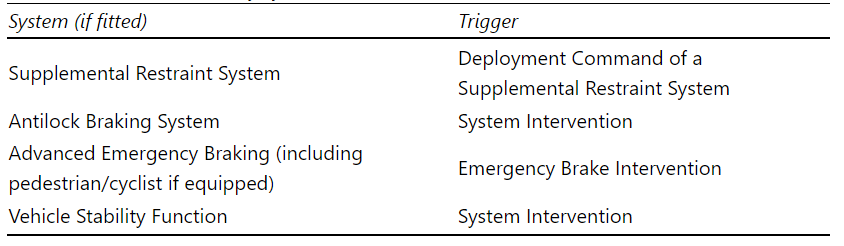 System (if fitted)
Trigger
Supplemental Restraint System
Deployment Command of a
Supplemental Restraint System
Antilock Braking System
System Intervention
Advanced Emergency Braking (including
pedestrian/cyclist if equipped)
Emergency Brake Intervention
Vehicle Stability Function
System Intervention